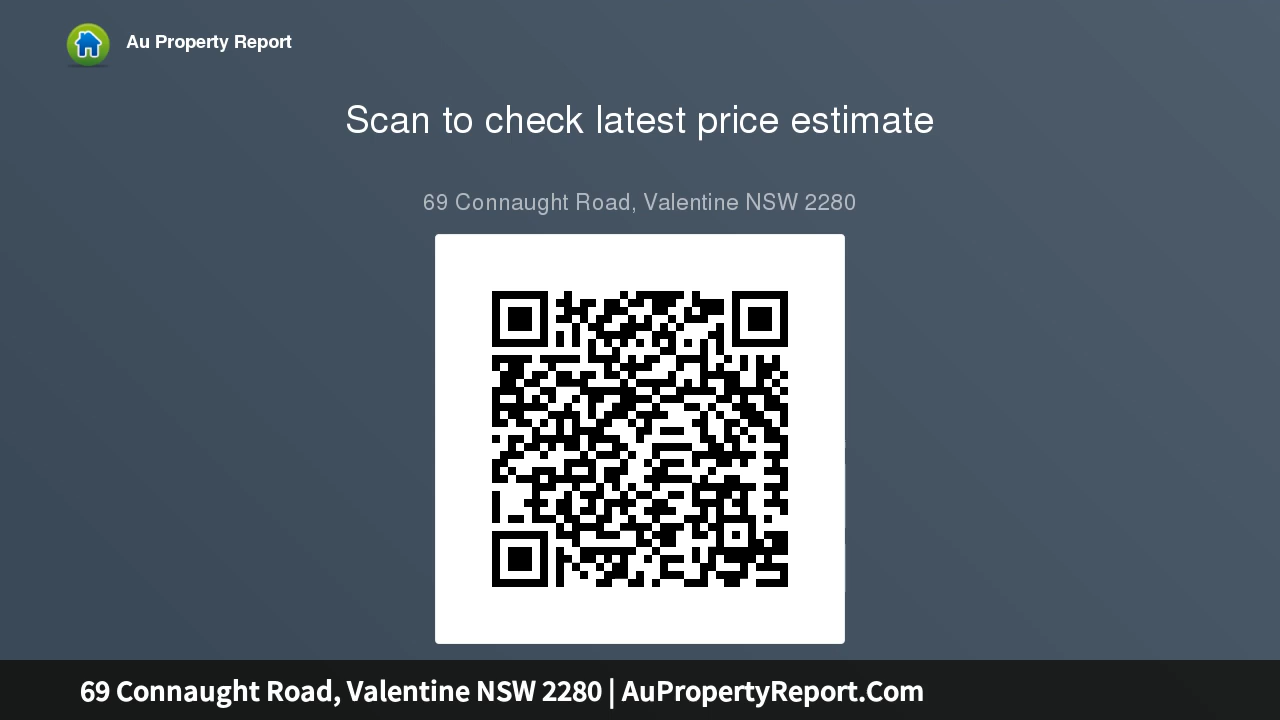 Au Property Report
Scan to check latest price estimate
69 Connaught Road, Valentine NSW 2280
69 Connaught Road, Valentine NSW 2280 | AuPropertyReport.Com